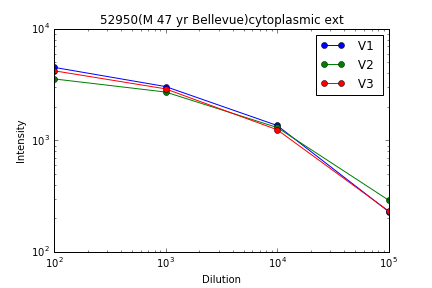 52950(M 47 yr Bellevue)cytoplasmic ext
10^4
V1
V2
V3
10^3
Intensity
10^2
10^2 10^3 10^4 10^5
Dilution